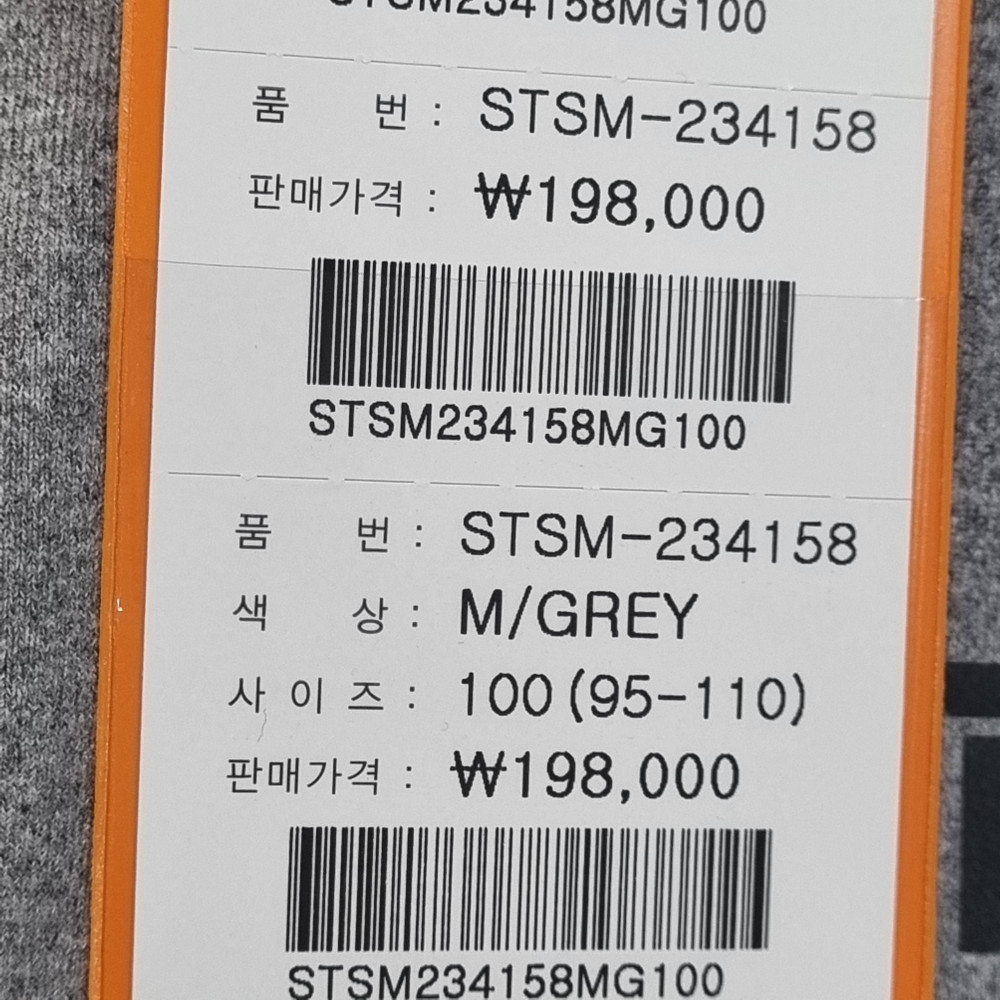 STSM234158MG100
품 번 : STSM-234158
판매가격 : ₩198,000
STSM234158MG100
품 번 : STSM-234158
색 상 : M/GREY
사 이 즈 : 100 (95-110)
판매가격 : ₩198,000
STSM234158MG100